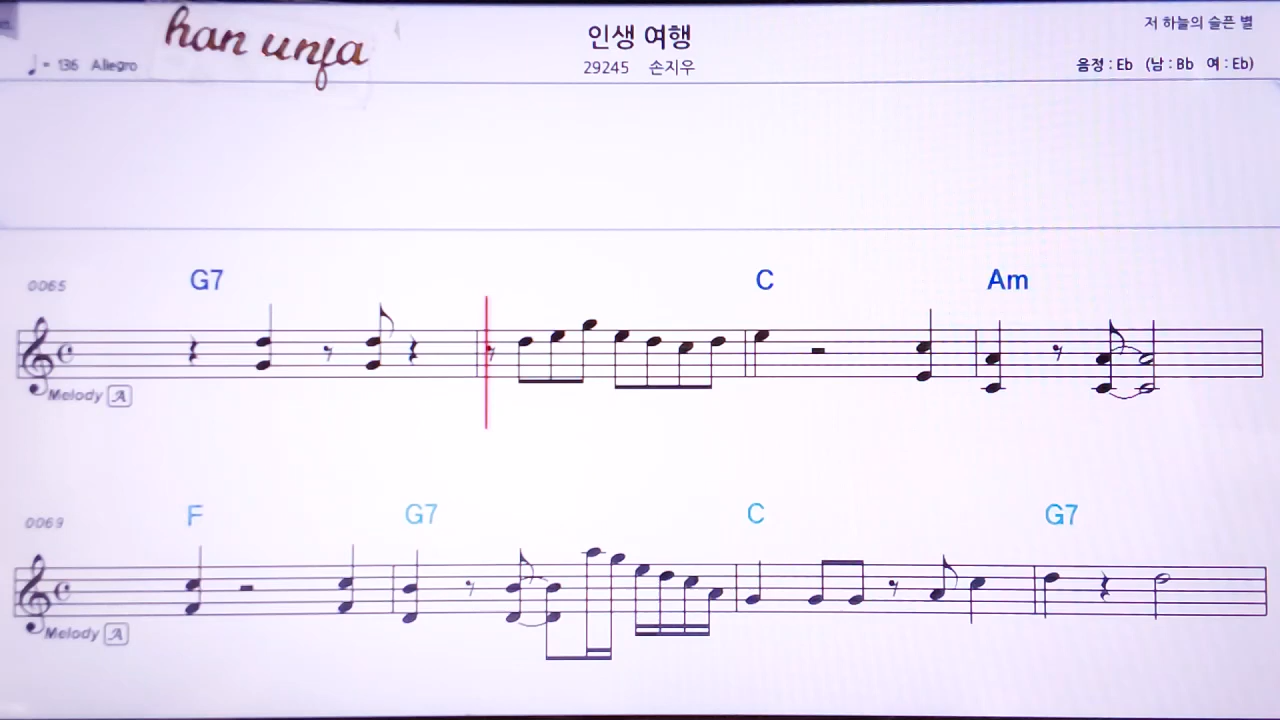 han unja
인생 여행
저 하늘의 슬픈 별
♩ = 136 Allegro
29245 손지우
음정 : Eb (남 : Bb 여 : Eb)
0065 G7 C Am
Melody A
0069 F G7 C G7
Melody A